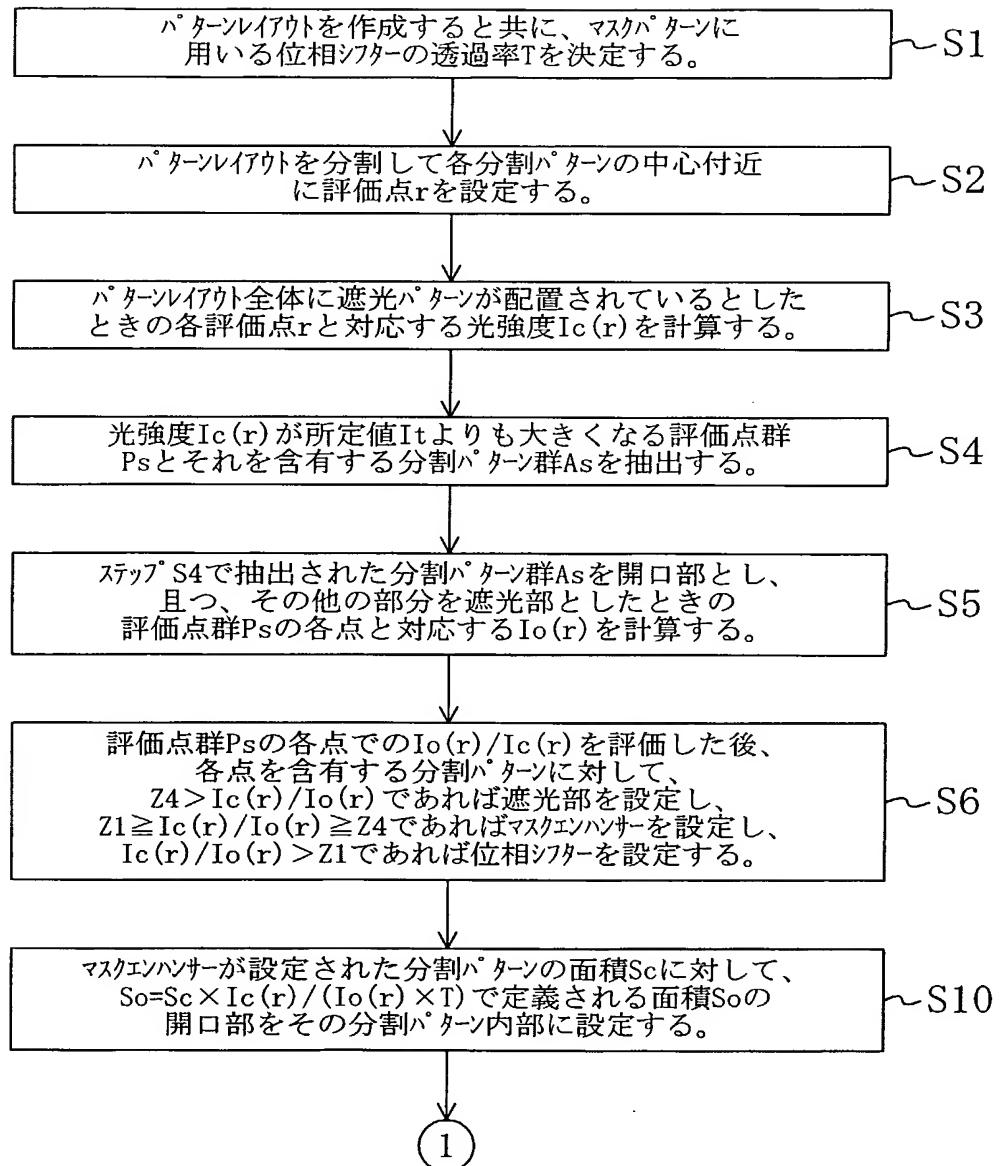 パターンレイアウトを作成すると共に、マスクパターンに
用いる位相シフターの透過率Tを決定する。
S1
パターンレイアウトを分割して各分割パターンの中心付近
に評価点rを設定する。
S2
パターンレイアウト全体に遮光パターンが配置されているとした
ときの各評価点rと対応する光強度Ic(r)を計算する。
S3
光強度Ic(r)が所定値Itよりも大きくなる評価点群
Psとそれを含有する分割パターン群Asを抽出する。
S4
ステップS4で抽出された分割パターン群Asを開口部とし、
且つ、その他の部分を遮光部としたときの
評価点群Psの各点と対応するIo(r)を計算する。
S5
評価点群Psの各点でのIo(r)/Ic(r)を評価した後、
各点を含有する分割パターンに対して、
Z4>Ic(r)/Io(r)であれば遮光部を設定し、
Z1≧Ic(r)/Io(r)≧Z4であればマスクエンハンサーを設定し、
Ic(r)/Io(r)>Z1であれば位相シフターを設定する。
S6
マスクエンハンサーが設定された分割パターンの面積Scに対して、
So=Sc×Ic(r)/(Io(r)×T)で定義される面積Soの
開口部をその分割パターン内部に設定する。
S10
1